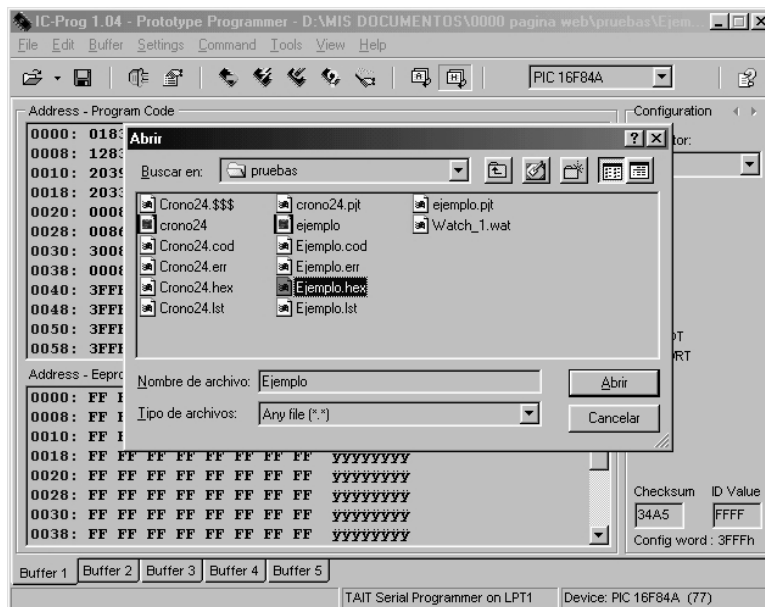 IC-Prog 1.04 - Prototype Programmer - D:\MIS DOCUMENTOS\0000 pagina web\pruebas\Ejem...
File Edit Buffer Settings Command Tools View Help
PIC 16F84A
Address - Program Code
Configuration
0000: 0183
0008: 1283
0010: 2039
0018: 2033
0020: 0008
0028: 0086
0030: 3008
0038: 0008
0040: 3FFF
0048: 3FFF
0050: 3FFF
0058: 3FFF
tor:
Abrir
Buscar en: pruebas
Crono24.$$$ crono24.pjt ejemplo.pjt
crono24 ejemplo Watch_1.wat
Crono24.cod Ejemplo.cod
Crono24.err Ejemplo.err
Crono24.hex Ejemplo.hex
Crono24.lst Ejemplo.lst
Nombre de archivo: Ejemplo Abrir
Tipo de archivos: Any file (*.*) Cancelar
Address - Eepro
0000: FF
0008: FF
0010: FF
0018: FF FF FF FF FF FF FF FF ÿÿÿÿÿÿÿÿ
0020: FF FF FF FF FF FF FF FF ÿÿÿÿÿÿÿÿ
0028: FF FF FF FF FF FF FF FF ÿÿÿÿÿÿÿÿ
0030: FF FF FF FF FF FF FF FF ÿÿÿÿÿÿÿÿ
0038: FF FF FF FF FF FF FF FF ÿÿÿÿÿÿÿÿ
Checksum ID Value
34A5 FFFF
Config word : 3FFFh
Buffer 1 Buffer 2 Buffer 3 Buffer 4 Buffer 5
TAIT Serial Programmer on LPT1 Device: PIC 16F84A (77)